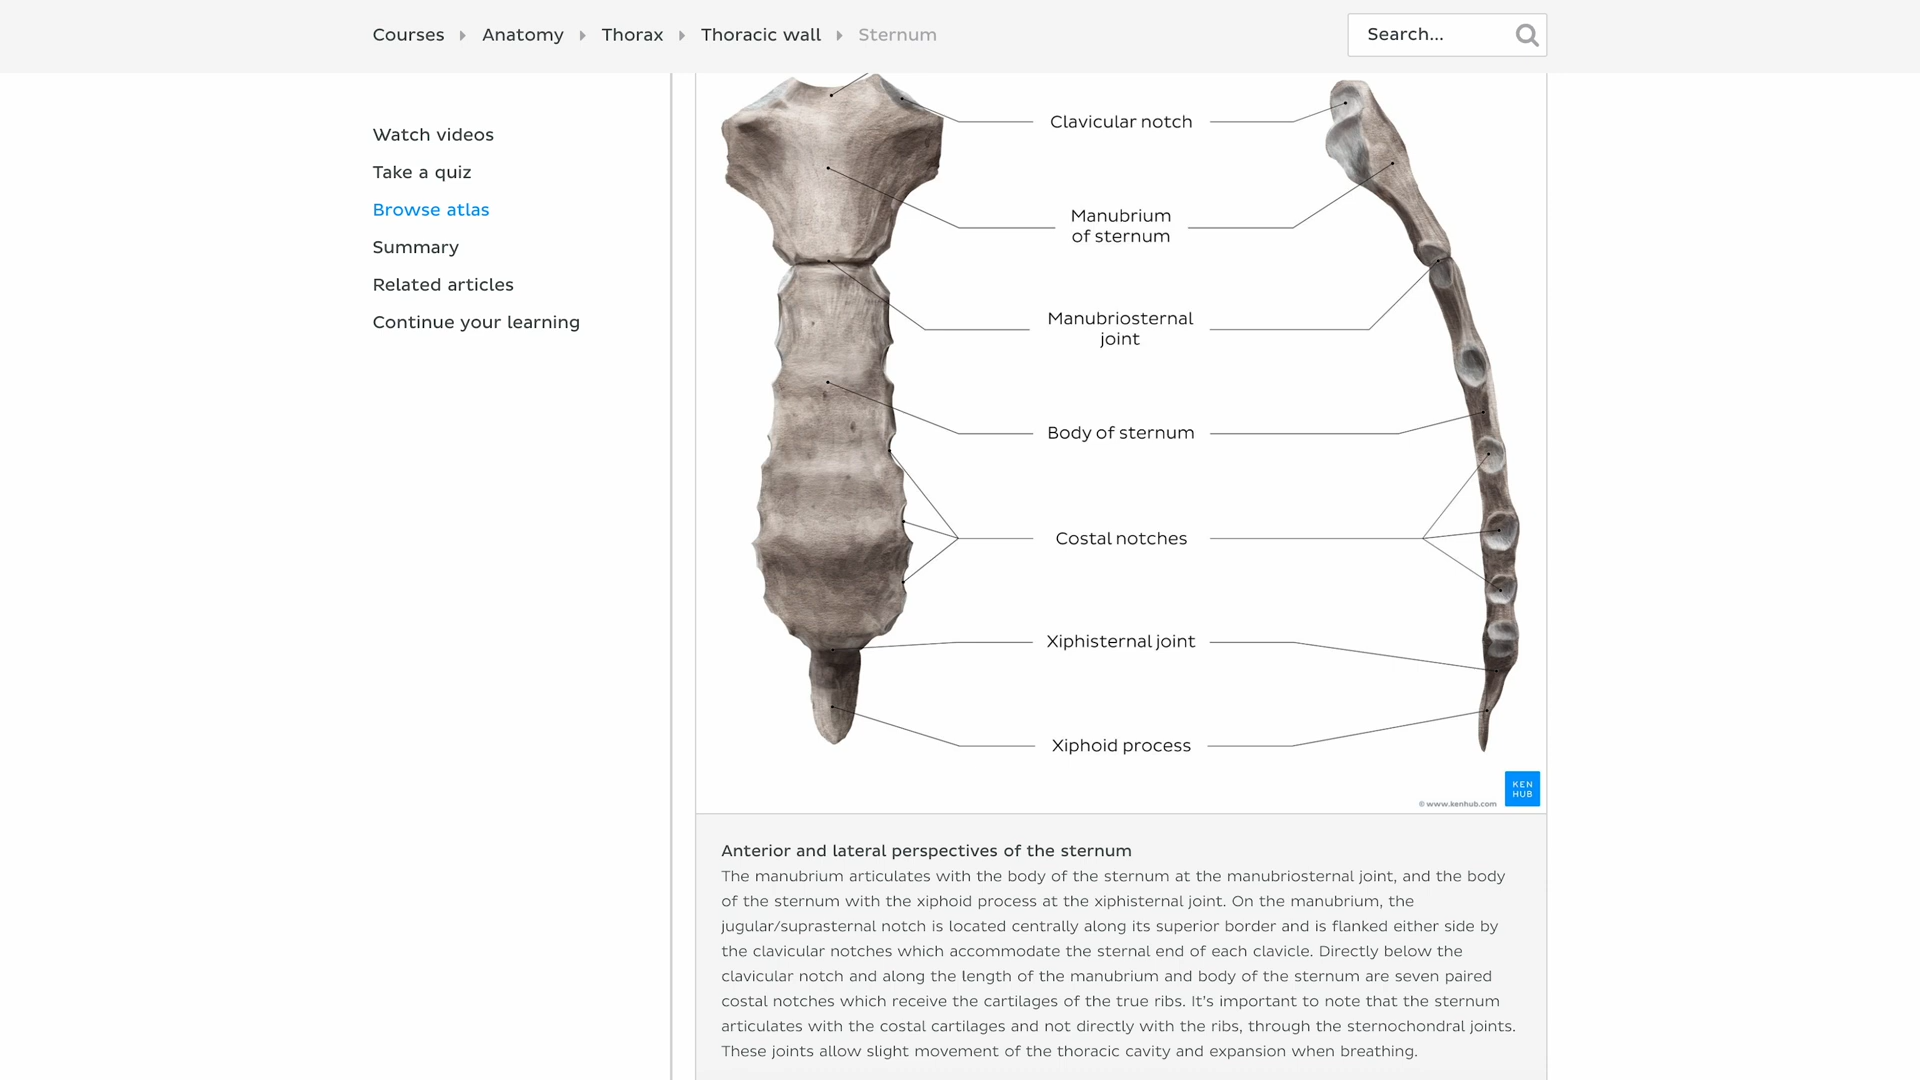 Courses Anatomy Thorax Thoracic wall Sternum
Search...
Watch videos
Take a quiz
Browse atlas
Summary
Related articles
Continue your learning
Clavicular notch
Manubrium
of sternum
Manubriosternal
joint
Body of sternum
Costal notches
Xiphisternal joint
Xiphoid process
KEN
HUB
© www.kenhub.com
Anterior and lateral perspectives of the sternum
The manubrium articulates with the body of the sternum at the manubriosternal joint, and the body
of the sternum with the xiphoid process at the xiphisternal joint. On the manubrium, the
jugular/suprasternal notch is located centrally along its superior border and is flanked either side by
the clavicular notches which accommodate the sternal end of each clavicle. Directly below the
clavicular notch and along the length of the manubrium and body of the sternum are seven paired
costal notches which receive the cartilages of the true ribs. It's important to note that the sternum
articulates with the costal cartilages and not directly with the ribs, through the sternochondral joints.
These joints allow slight movement of the thoracic cavity and expansion when breathing.